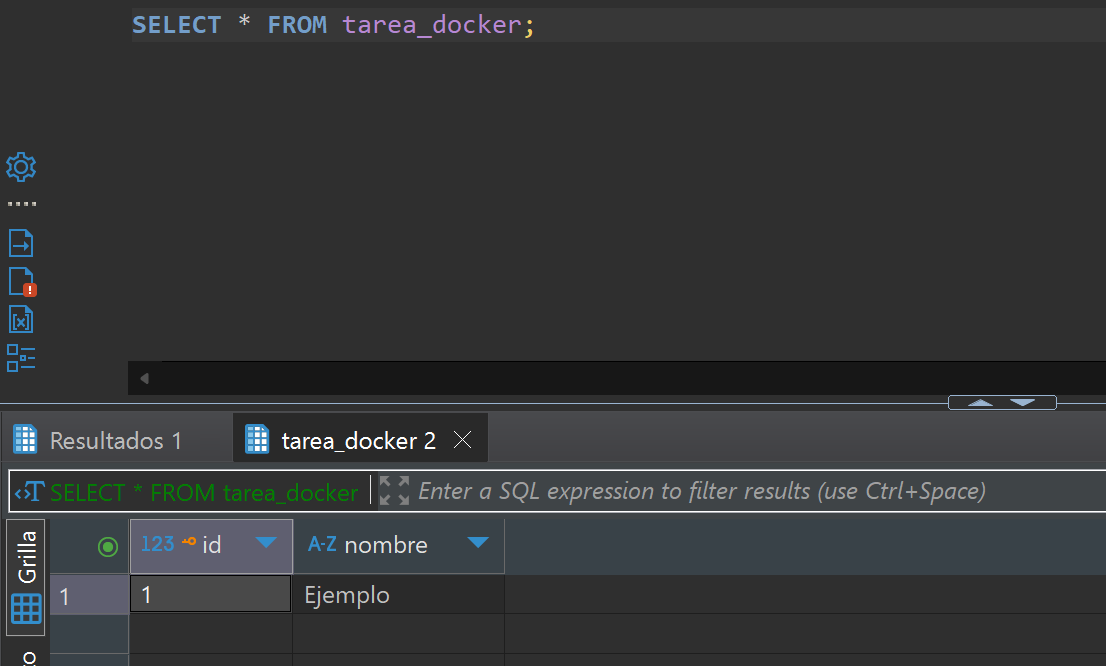 SELECT * FROM tarea_docker;
Resultados 1
tarea_docker 2
SELECT * FROM tarea_docker
Enter a SQL expression to filter results (use Ctrl+Space)
Grilla
123 id
A-Z nombre
1
1
Ejemplo